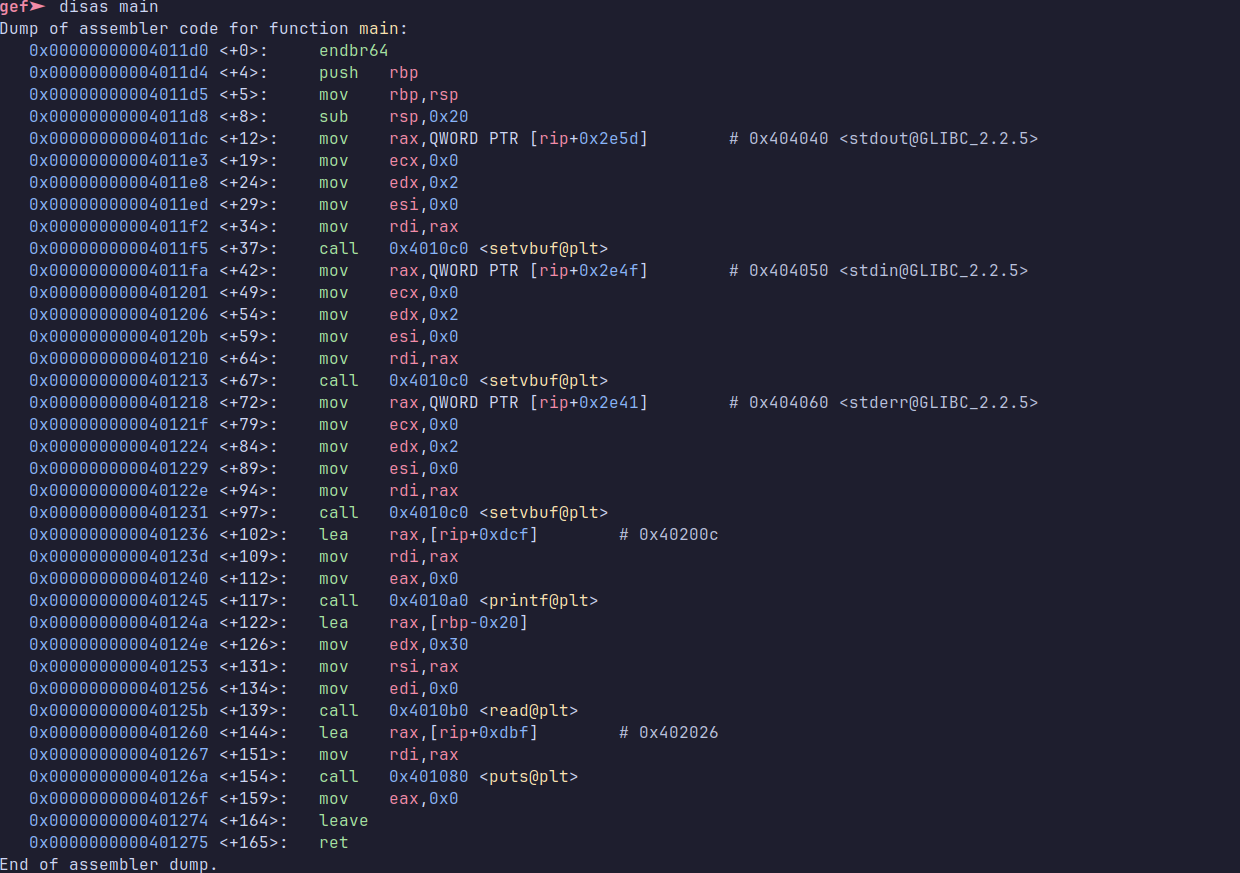 gef➤  disas main
Dump of assembler code for function main:
   0x00000000004011d0 <+0>:     endbr64
   0x00000000004011d4 <+4>:     push   rbp
   0x00000000004011d5 <+5>:     mov    rbp,rsp
   0x00000000004011d8 <+8>:     sub    rsp,0x20
   0x00000000004011dc <+12>:    mov    rax,QWORD PTR [rip+0x2e5d]        # 0x404040 <stdout@GLIBC_2.2.5>
   0x00000000004011e3 <+19>:    mov    ecx,0x0
   0x00000000004011e8 <+24>:    mov    edx,0x2
   0x00000000004011ed <+29>:    mov    esi,0x0
   0x00000000004011f2 <+34>:    mov    rdi,rax
   0x00000000004011f5 <+37>:    call   0x4010c0 <setvbuf@plt>
   0x00000000004011fa <+42>:    mov    rax,QWORD PTR [rip+0x2e4f]        # 0x404050 <stdin@GLIBC_2.2.5>
   0x0000000000401201 <+49>:    mov    ecx,0x0
   0x0000000000401206 <+54>:    mov    edx,0x2
   0x000000000040120b <+59>:    mov    esi,0x0
   0x0000000000401210 <+64>:    mov    rdi,rax
   0x0000000000401213 <+67>:    call   0x4010c0 <setvbuf@plt>
   0x0000000000401218 <+72>:    mov    rax,QWORD PTR [rip+0x2e41]        # 0x404060 <stderr@GLIBC_2.2.5>
   0x000000000040121f <+79>:    mov    ecx,0x0
   0x0000000000401224 <+84>:    mov    edx,0x2
   0x0000000000401229 <+89>:    mov    esi,0x0
   0x000000000040122e <+94>:    mov    rdi,rax
   0x0000000000401231 <+97>:    call   0x4010c0 <setvbuf@plt>
   0x0000000000401236 <+102>:   lea    rax,[rip+0xdcf]        # 0x40200c
   0x000000000040123d <+109>:   mov    rdi,rax
   0x0000000000401240 <+112>:   mov    eax,0x0
   0x0000000000401245 <+117>:   call   0x4010a0 <printf@plt>
   0x000000000040124a <+122>:   lea    rax,[rbp-0x20]
   0x000000000040124e <+126>:   mov    edx,0x30
   0x0000000000401253 <+131>:   mov    rsi,rax
   0x0000000000401256 <+134>:   mov    edi,0x0
   0x000000000040125b <+139>:   call   0x4010b0 <read@plt>
   0x0000000000401260 <+144>:   lea    rax,[rip+0xdbf]        # 0x402026
   0x0000000000401267 <+151>:   mov    rdi,rax
   0x000000000040126a <+154>:   call   0x401080 <puts@plt>
   0x000000000040126f <+159>:   mov    eax,0x0
   0x0000000000401274 <+164>:   leave
   0x0000000000401275 <+165>:   ret
End of assembler dump.